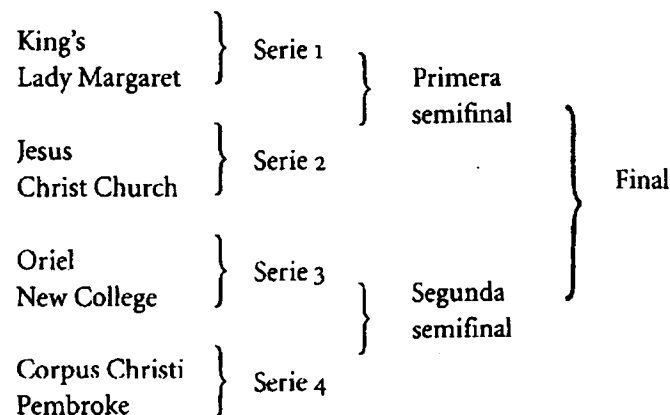 King's
Lady Margaret
Serie 1
Primera
semifinal
Jesus
Christ Church
Serie 2
Final
Oriel
New College
Serie 3
Segunda
semifinal
Corpus Christi
Pembroke
Serie 4